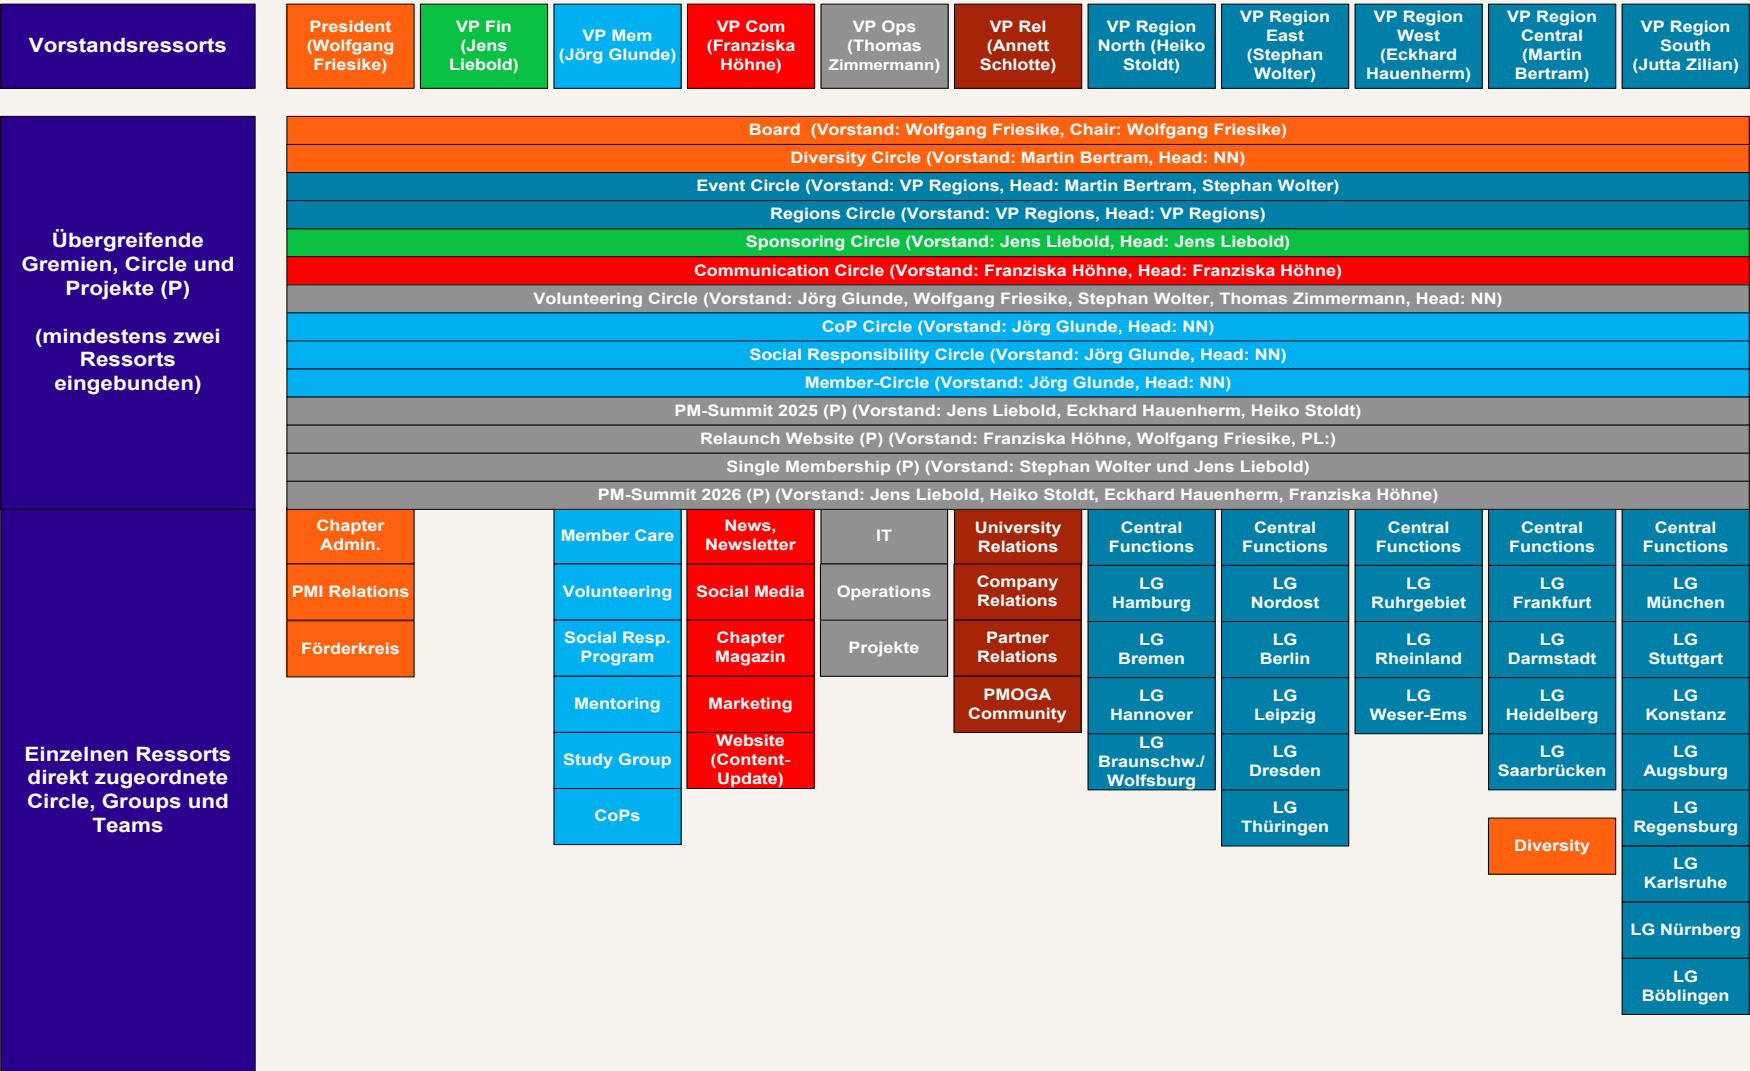 Vorstandsressorts
President
(Wolfgang
Friesike)
VP Fin
(Jens
Liebold)
VP Mem
(Jörg Glunde)
VP Com
(Franziska
Höhne)
VP Ops
(Thomas
Zimmermann)
VP Rel
(Annett
Schlotte)
VP Region
North (Heiko
Stoldt)
VP Region
East
(Stephan
Wolter)
VP Region
West
(Eckhard
Hauenherm)
VP Region
Central
(Martin
Bertram)
VP Region
South
(Jutta Zilian)
Übergreifende
Gremien, Circle und
Projekte (P)
(mindestens zwei
Ressorts
eingebunden)
Board  (Vorstand: Wolfgang Friesike, Chair: Wolfgang Friesike)
Diversity Circle (Vorstand: Martin Bertram, Head: NN)
Event Circle (Vorstand: VP Regions, Head: Martin Bertram, Stephan Wolter)
Regions Circle (Vorstand: VP Regions, Head: VP Regions)
Sponsoring Circle (Vorstand: Jens Liebold, Head: Jens Liebold)
Communication Circle (Vorstand: Franziska Höhne, Head: Franziska Höhne)
Volunteering Circle (Vorstand: Jörg Glunde, Wolfgang Friesike, Stephan Wolter, Thomas Zimmermann, Head: NN)
CoP Circle (Vorstand: Jörg Glunde, Head: NN)
Social Responsibility Circle (Vorstand: Jörg Glunde, Head: NN)
Member-Circle (Vorstand: Jörg Glunde, Head: NN)
PM-Summit 2025 (P) (Vorstand: Jens Liebold, Eckhard Hauenherm, Heiko Stoldt)
Relaunch Website (P) (Vorstand: Franziska Höhne, Wolfgang Friesike, PL:)
Single Membership (P) (Vorstand: Stephan Wolter und Jens Liebold)
PM-Summit 2026 (P) (Vorstand: Jens Liebold, Heiko Stoldt, Eckhard Hauenherm, Franziska Höhne)
Einzelnen Ressorts
direkt zugeordnete
Circle, Groups und
Teams
Chapter
Admin.
PMI Relations
Förderkreis
Member Care
Volunteering
Social Resp.
Program
Mentoring
Study Group
CoPs
News,
Newsletter
Social Media
Chapter
Magazin
Marketing
Website
(Content-
Update)
IT
Operations
Projekte
University
Relations
Company
Relations
Partner
Relations
PMOGA
Community
Central
Functions
LG
Hamburg
LG
Bremen
LG
Hannover
LG
Braunschw./
Wolfsburg
Central
Functions
LG
Nordost
LG
Berlin
LG
Leipzig
LG
Dresden
LG
Thüringen
Central
Functions
LG
Ruhrgebiet
LG
Rheinland
LG
Weser-Ems
Central
Functions
LG
Frankfurt
LG
Darmstadt
LG
Heidelberg
LG
Saarbrücken
Diversity
Central
Functions
LG
München
LG
Stuttgart
LG
Konstanz
LG
Augsburg
LG
Regensburg
LG
Karlsruhe
LG Nürnberg
LG
Böblingen